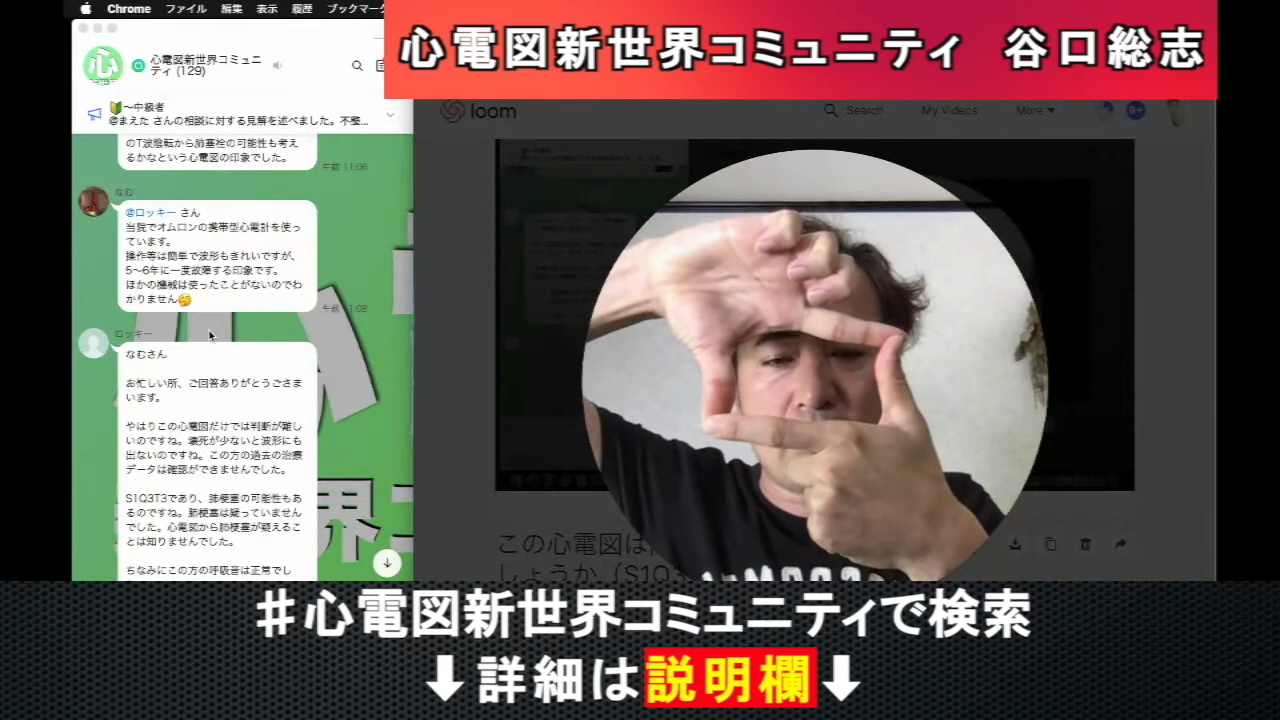 Chrome ファイル 編集 表示 履歴 ブックマーク
心電図新世界コミュニティ 谷口総志
心電図新世界コミュニ
ティ (129)
〜中級者
@まえた さんの相談に対する見解を述べました。不整...
のT波陰転から肺塞栓の可能性も考え
るかなという心電図の印象でした。
午前 11:06
なむ
@ロッキー さん
当院でオムロンの携帯型心電計を使っ
ています。
操作等は簡単で波形もきれいですが、
5〜6年に一度故障する印象です。
ほかの機械は使ったことがないのでわ
かりません
午前 11:08
ロッキー
なむさん
お忙しい所、ご回答ありがとうござま
います。
やはりこの心電図だけでは判断が難し
いのですね。壊死が少ないと波形にも
出ないのですね。この方の過去の治療
データは確認ができませんでした。
S1Q3T3であり、肺梗塞の可能性もあ
るのですね。肺梗塞は疑っていません
でした。心電図から肺梗塞が疑えるこ
とは知りませんでした。
ちなみにこの方の呼吸音は正常でし
loom
Search My Videos More
この心電図は
しょうか（S1Q3
#心電図新世界コミュニティで検索
⬇詳細は説明欄⬇